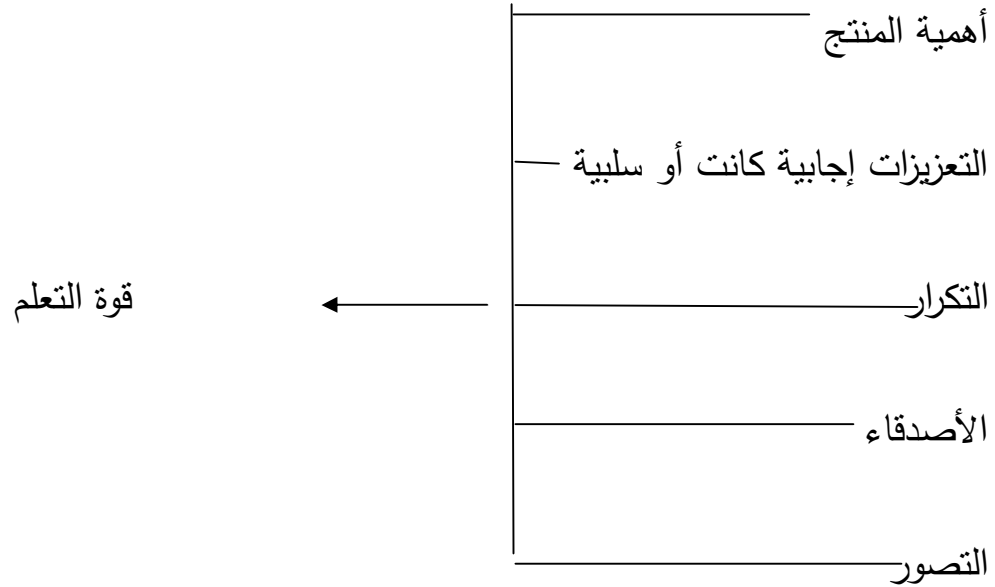 أهمية المنتج
التعزيزات إجابية كانت أو سلبية
التكرار
قوة التعلم
الأصدقاء
التصور